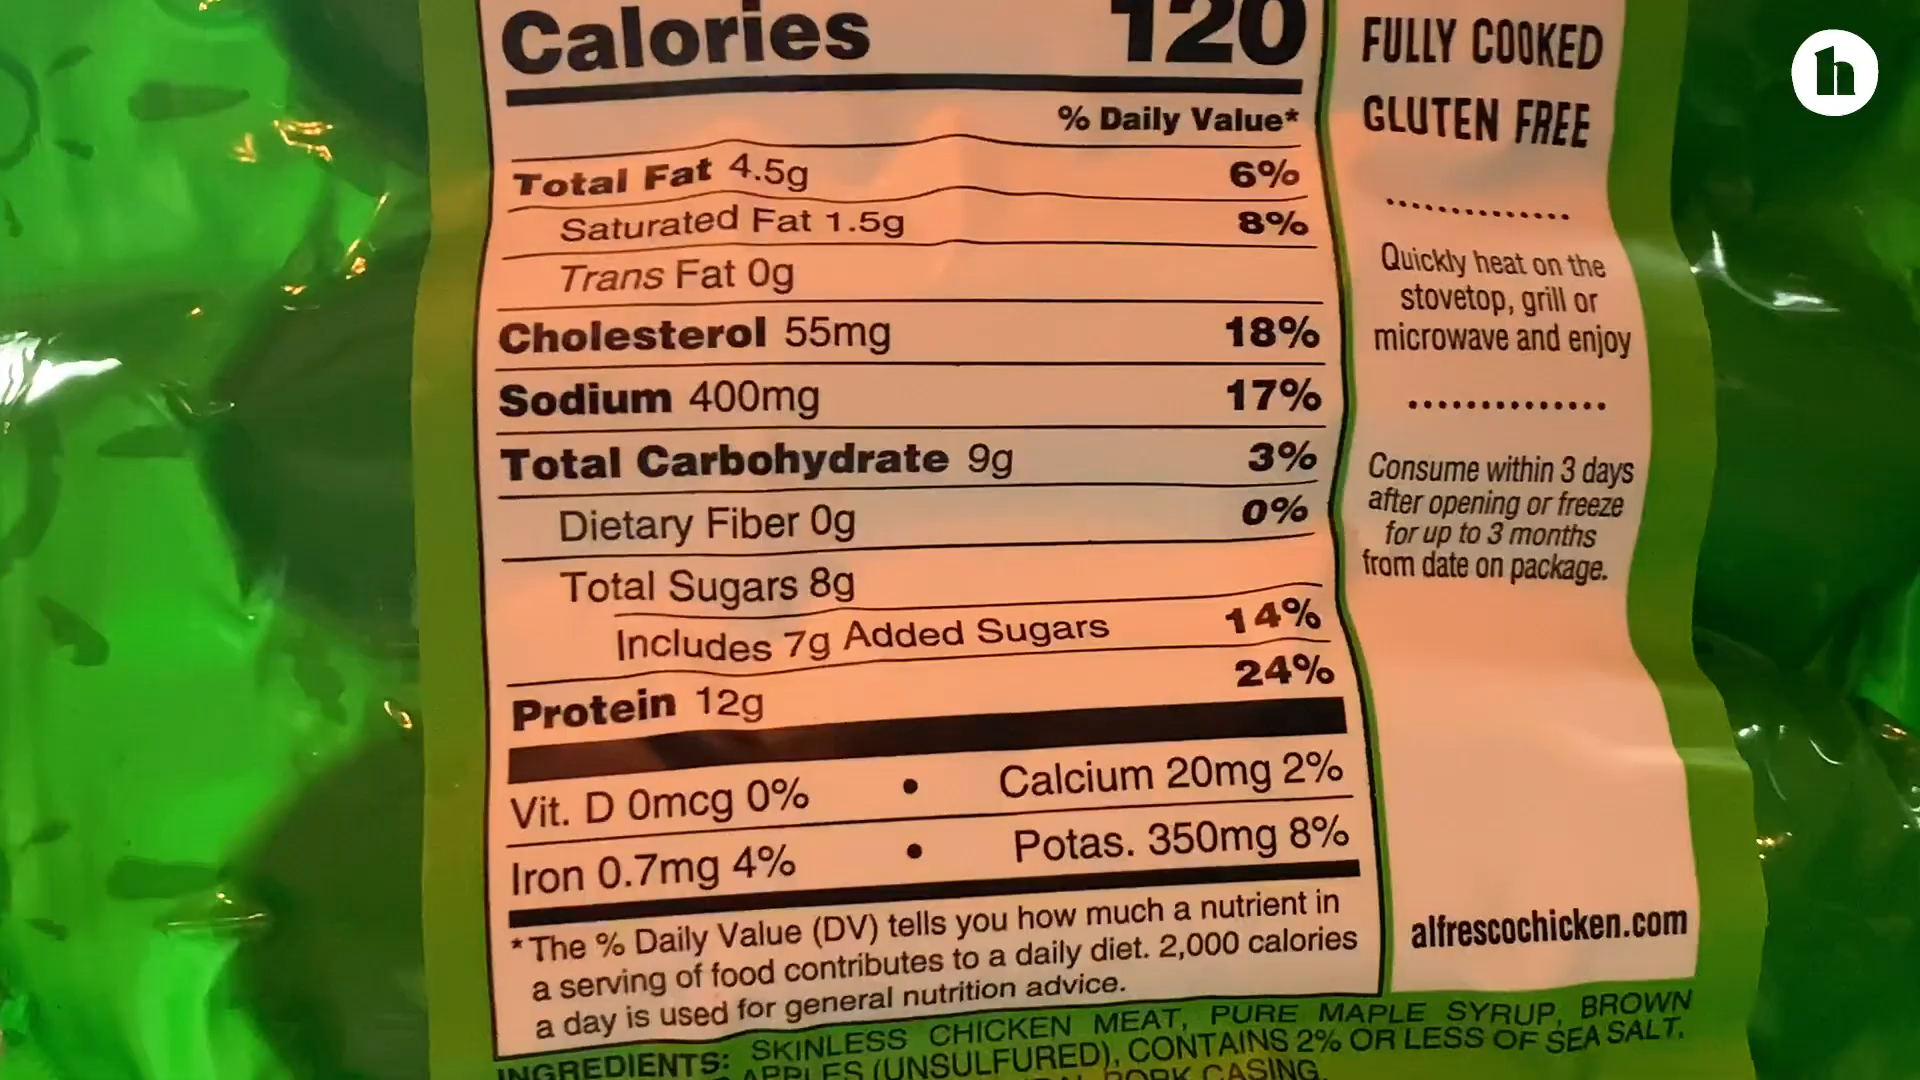 Calories 120
% Daily Value*
Total Fat 4.5g 6%
Saturated Fat 1.5g 8%
Trans Fat 0g
Cholesterol 55mg 18%
Sodium 400mg 17%
Total Carbohydrate 9g 3%
Dietary Fiber 0g 0%
Total Sugars 8g
Includes 7g Added Sugars 14%
Protein 12g 24%
Vit. D 0mcg 0% • Calcium 20mg 2%
Iron 0.7mg 4% • Potas. 350mg 8%
*The % Daily Value (DV) tells you how much a nutrient in
a serving of food contributes to a daily diet. 2,000 calories
a day is used for general nutrition advice.
FULLY COOKED
GLUTEN FREE
Quickly heat on the
stovetop, grill or
microwave and enjoy
Consume within 3 days
after opening or freeze
for up to 3 months
from date on package.
alfrescochicken.com
INGREDIENTS: SKINLESS CHICKEN MEAT, PURE MAPLE SYRUP, BROWN
APPLES (UNSULFURED), CONTAINS 2% OR LESS OF SEA SALT,
PORK CASING.
h